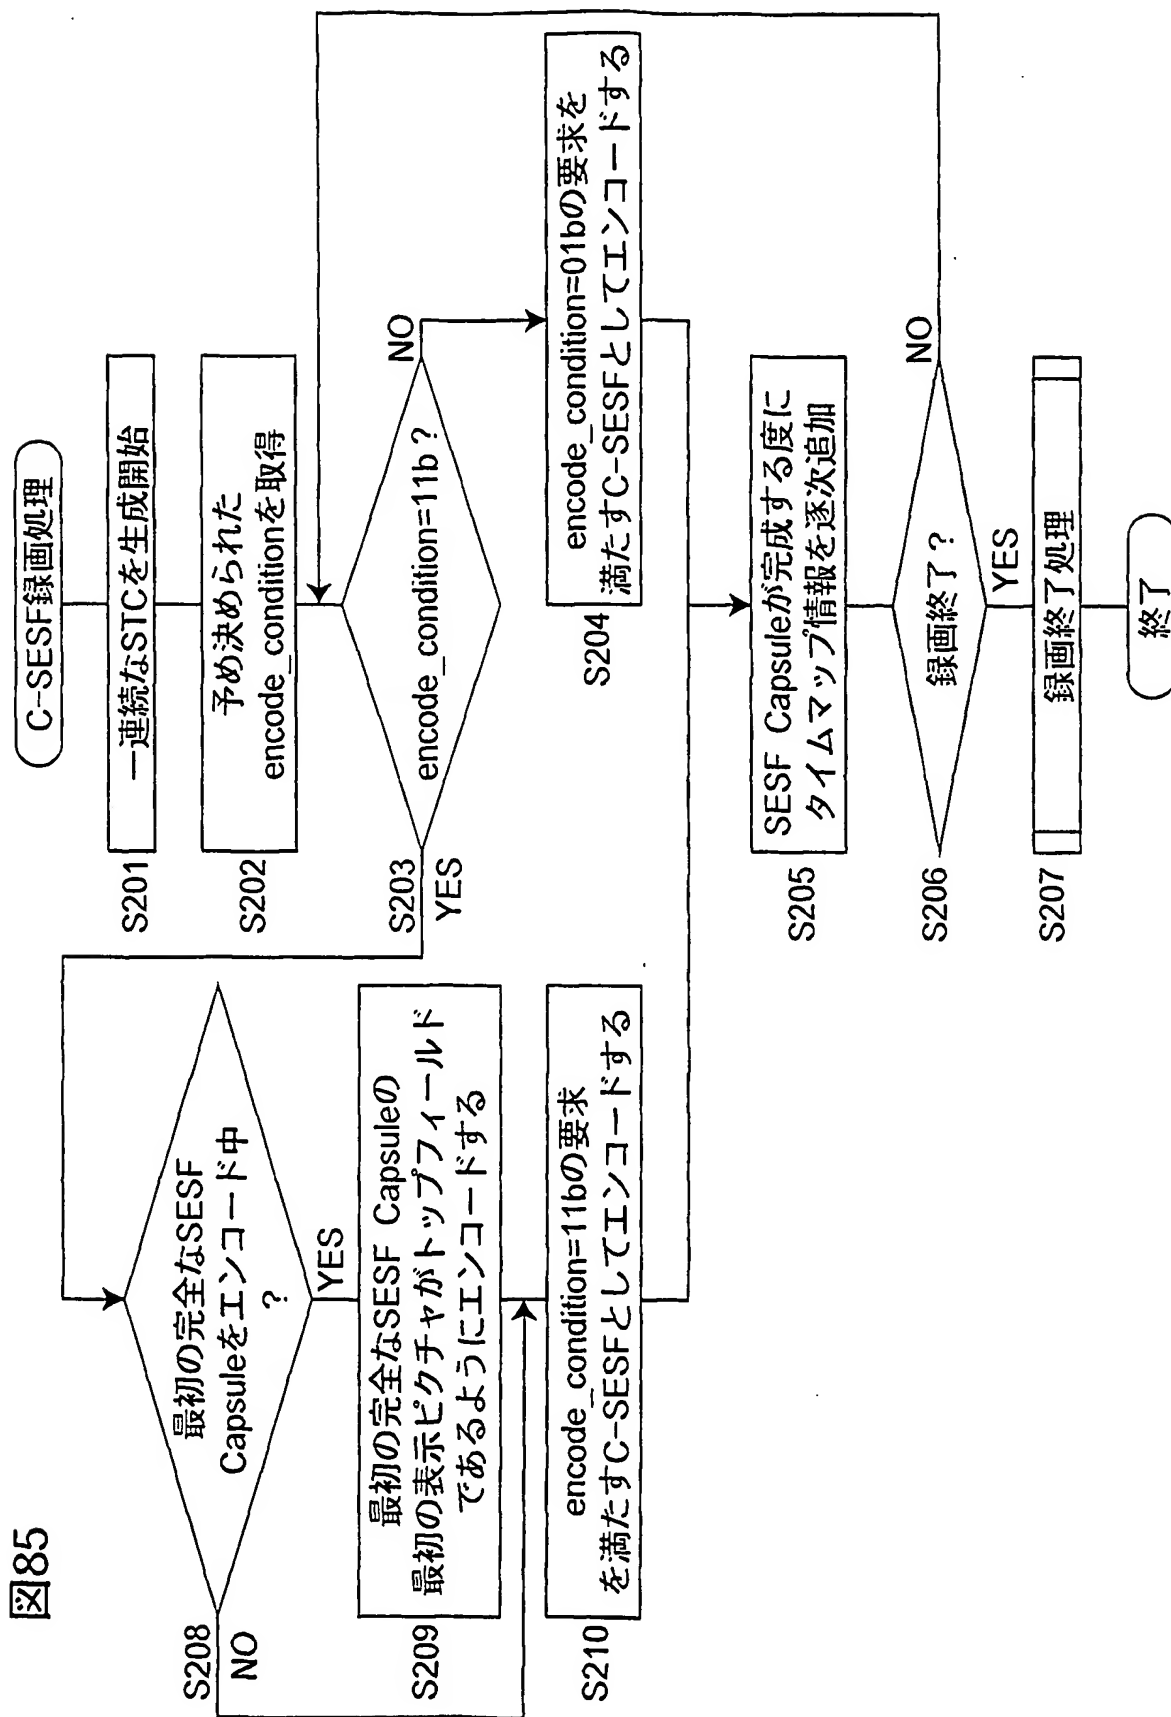 図85
C-SESF録画処理
S201
一連続なSTCを生成開始
S202
予め決められた
encode_conditionを取得
S203
encode_condition=11b？
YES
NO
S204
encode_condition=01bの要求を
満たすC-SESFとしてエンコードする
S205
SESF Capsuleが完成する度に
タイムマップ情報を逐次追加
S206
録画終了？
NO
YES
S207
録画終了処理
終了
S208
最初の完全なSESF
Capsuleをエンコード中
？
NO
YES
S209
最初の完全なSESF Capsuleの
最初の表示ピクチャがトップフィールド
であるようにエンコードする
S210
encode_condition=11bの要求
を満たすC-SESFとしてエンコードする